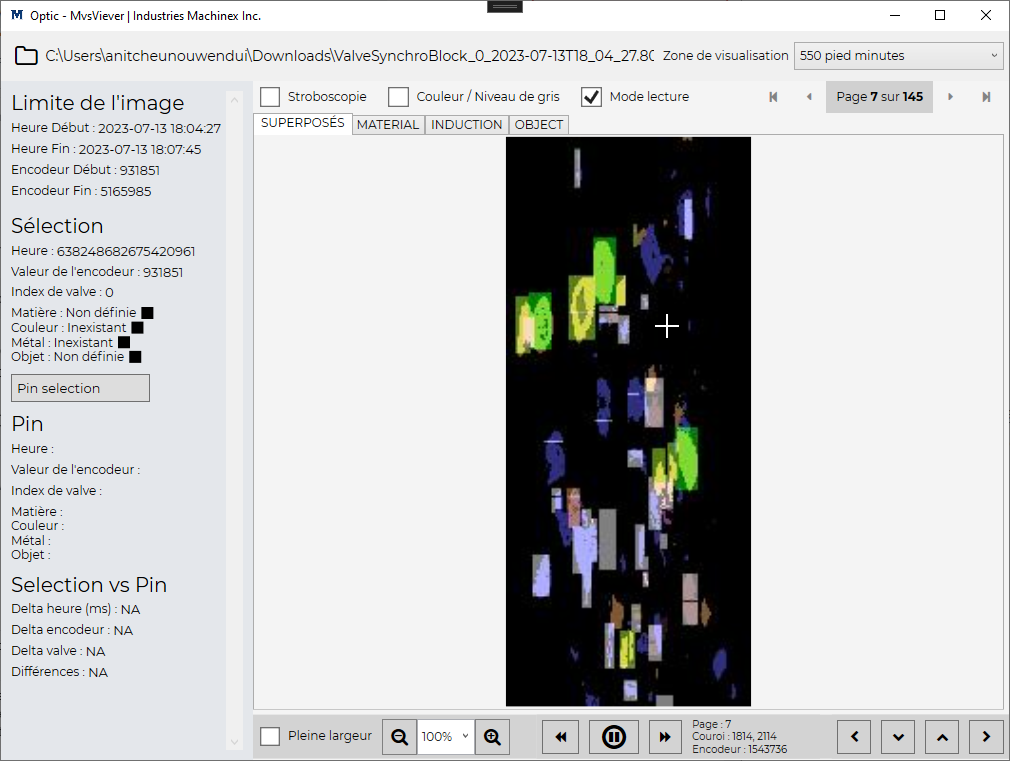 M Optic - MvsViever | Industries Machinex Inc.
C:\Users\anitcheunouwendui\Downloads\ValveSynchroBlock_0_2023-07-13T18_04_27.80 Zone de visualisation 550 pied minutes
Limite de l'image
Heure Début : 2023-07-13 18:04:27
Heure Fin : 2023-07-13 18:07:45
Encodeur Début : 931851
Encodeur Fin : 5165985
Sélection
Heure : 638248682675420961
Valeur de l'encodeur : 931851
Index de valve : 0
Matière : Non définie
Couleur : Inexistant
Métal : Inexistant
Objet : Non définie
Pin selection
Pin
Heure :
Valeur de l'encodeur :
Index de valve :
Matière :
Couleur :
Métal :
Objet :
Selection vs Pin
Delta heure (ms) : NA
Delta encodeur : NA
Delta valve : NA
Différences : NA
Stroboscopie Couleur / Niveau de gris Mode lecture Page 7 sur 145
SUPERPOSÉS MATERIAL INDUCTION OBJECT
Pleine largeur 100%
Page : 7
Couroi : 1814, 2114
Encodeur : 1543736